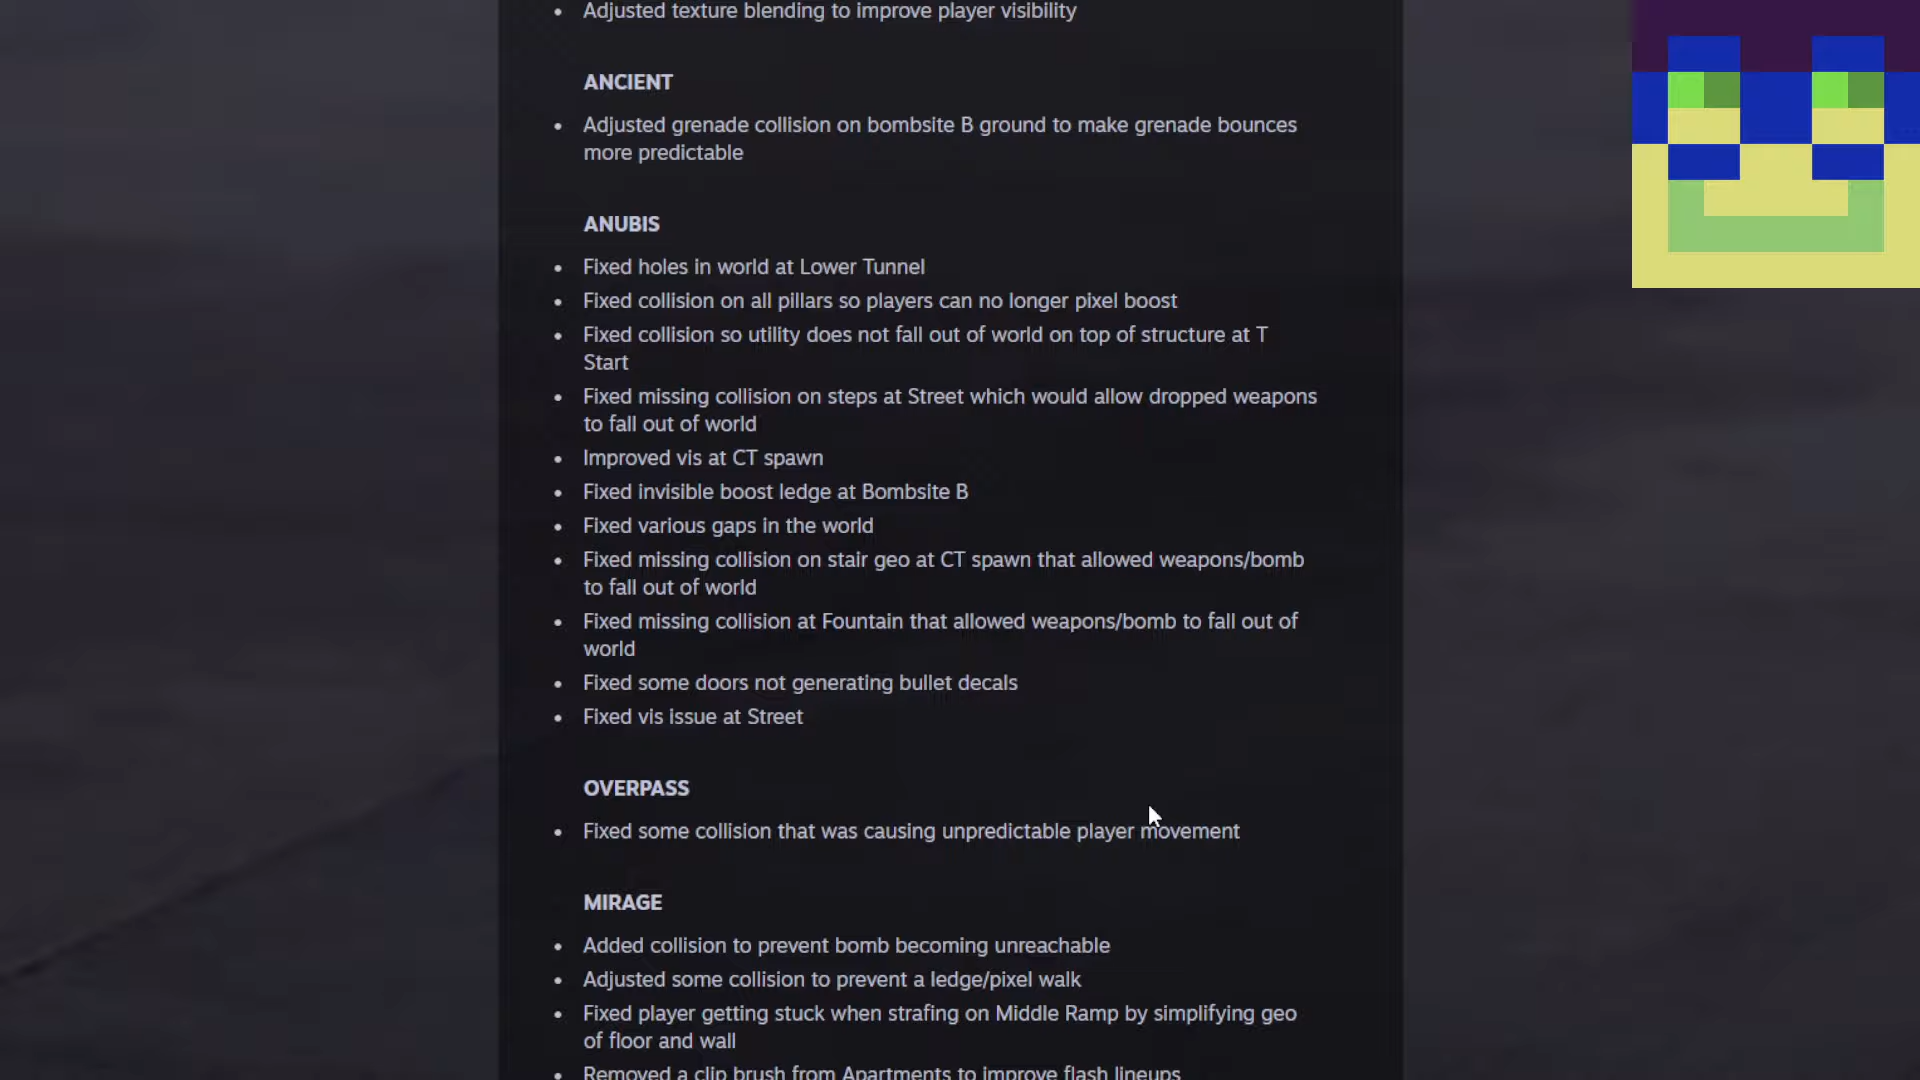 Adjusted texture blending to improve player visibility
ANCIENT
Adjusted grenade collision on bombsite B ground to make grenade bounces
more predictable
ANUBIS
Fixed holes in world at Lower Tunnel
Fixed collision on all pillars so players can no longer pixel boost
Fixed collision so utility does not fall out of world on top of structure at T
Start
Fixed missing collision on steps at Street which would allow dropped weapons
to fall out of world
Improved vis at CT spawn
Fixed invisible boost ledge at Bombsite B
Fixed various gaps in the world
Fixed missing collision on stair geo at CT spawn that allowed weapons/bomb
to fall out of world
Fixed missing collision at Fountain that allowed weapons/bomb to fall out of
world
Fixed some doors not generating bullet decals
Fixed vis issue at Street
OVERPASS
Fixed some collision that was causing unpredictable player movement
MIRAGE
Added collision to prevent bomb becoming unreachable
Adjusted some collision to prevent a ledge/pixel walk
Fixed player getting stuck when strafing on Middle Ramp by simplifying geo
of floor and wall
Removed a clip brush from Apartments to improve flash lineups